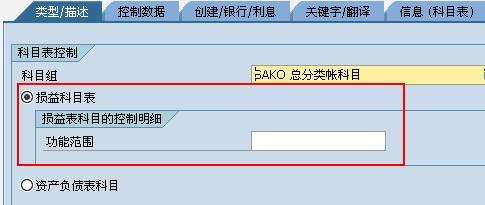 类型/描述 控制数据 创建/银行/利息 关键字/翻译 信息 (科目表)
科目表控制
科目组 SAKO 总分类帐科目
损益科目表
损益表科目的控制明细
功能范围
资产负债表科目